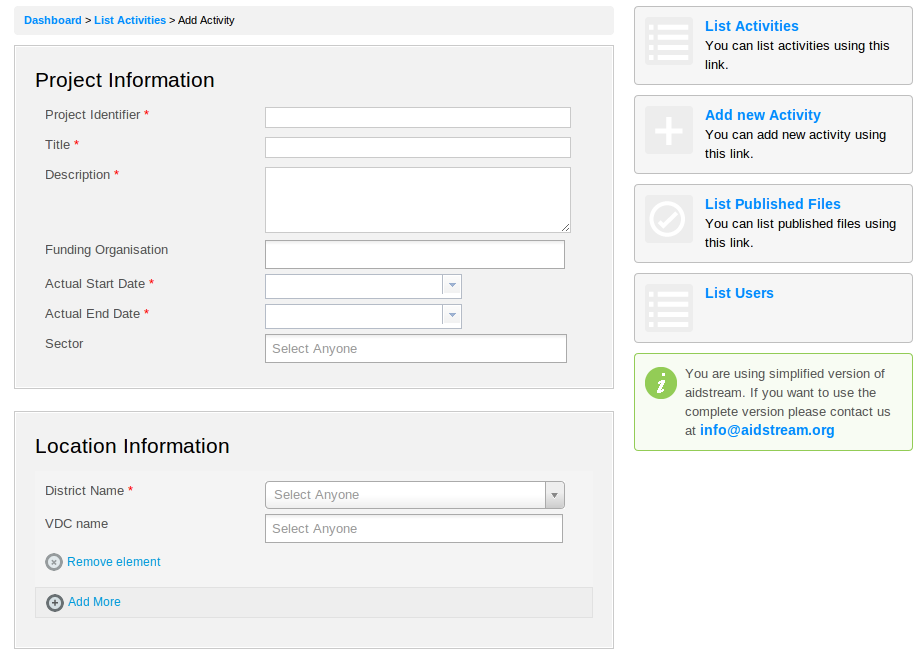 Dashboard > List Activities > Add Activity
Project Information
Project Identifier *
Title *
Description *
Funding Organisation
Actual Start Date *
Actual End Date *
Sector
Select Anyone
Location Information
District Name *
Select Anyone
VDC name
Select Anyone
Remove element
Add More
List Activities
You can list activities using this
link.
Add new Activity
You can add new activity using
this link.
List Published Files
You can list published files using
this link.
List Users
You are using simplified version of
aidstream. If you want to use the
complete version please contact us
at info@aidstream.org